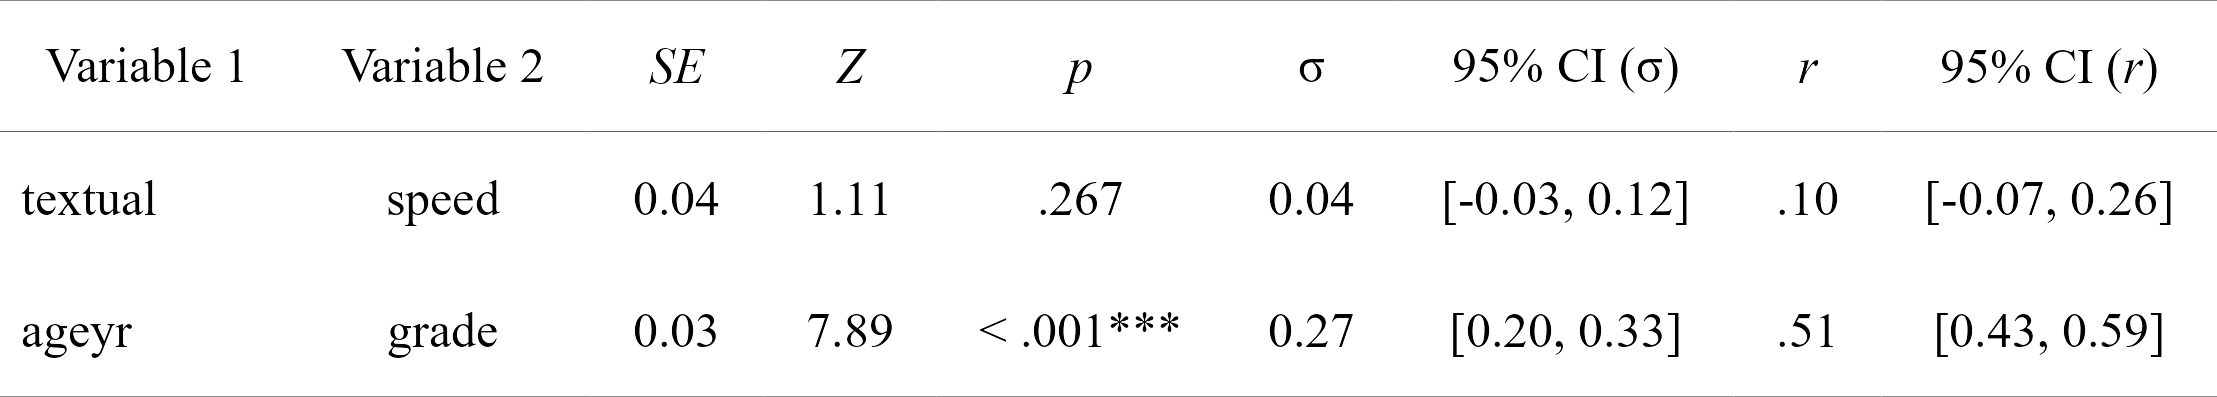 Variable 1 Variable 2 SE Z p σ 95% CI (σ) r 95% CI (r)
textual speed 0.04 1.11 .267 0.04 [-0.03, 0.12] .10 [-0.07, 0.26]
ageyr grade 0.03 7.89 < .001*** 0.27 [0.20, 0.33] .51 [0.43, 0.59]